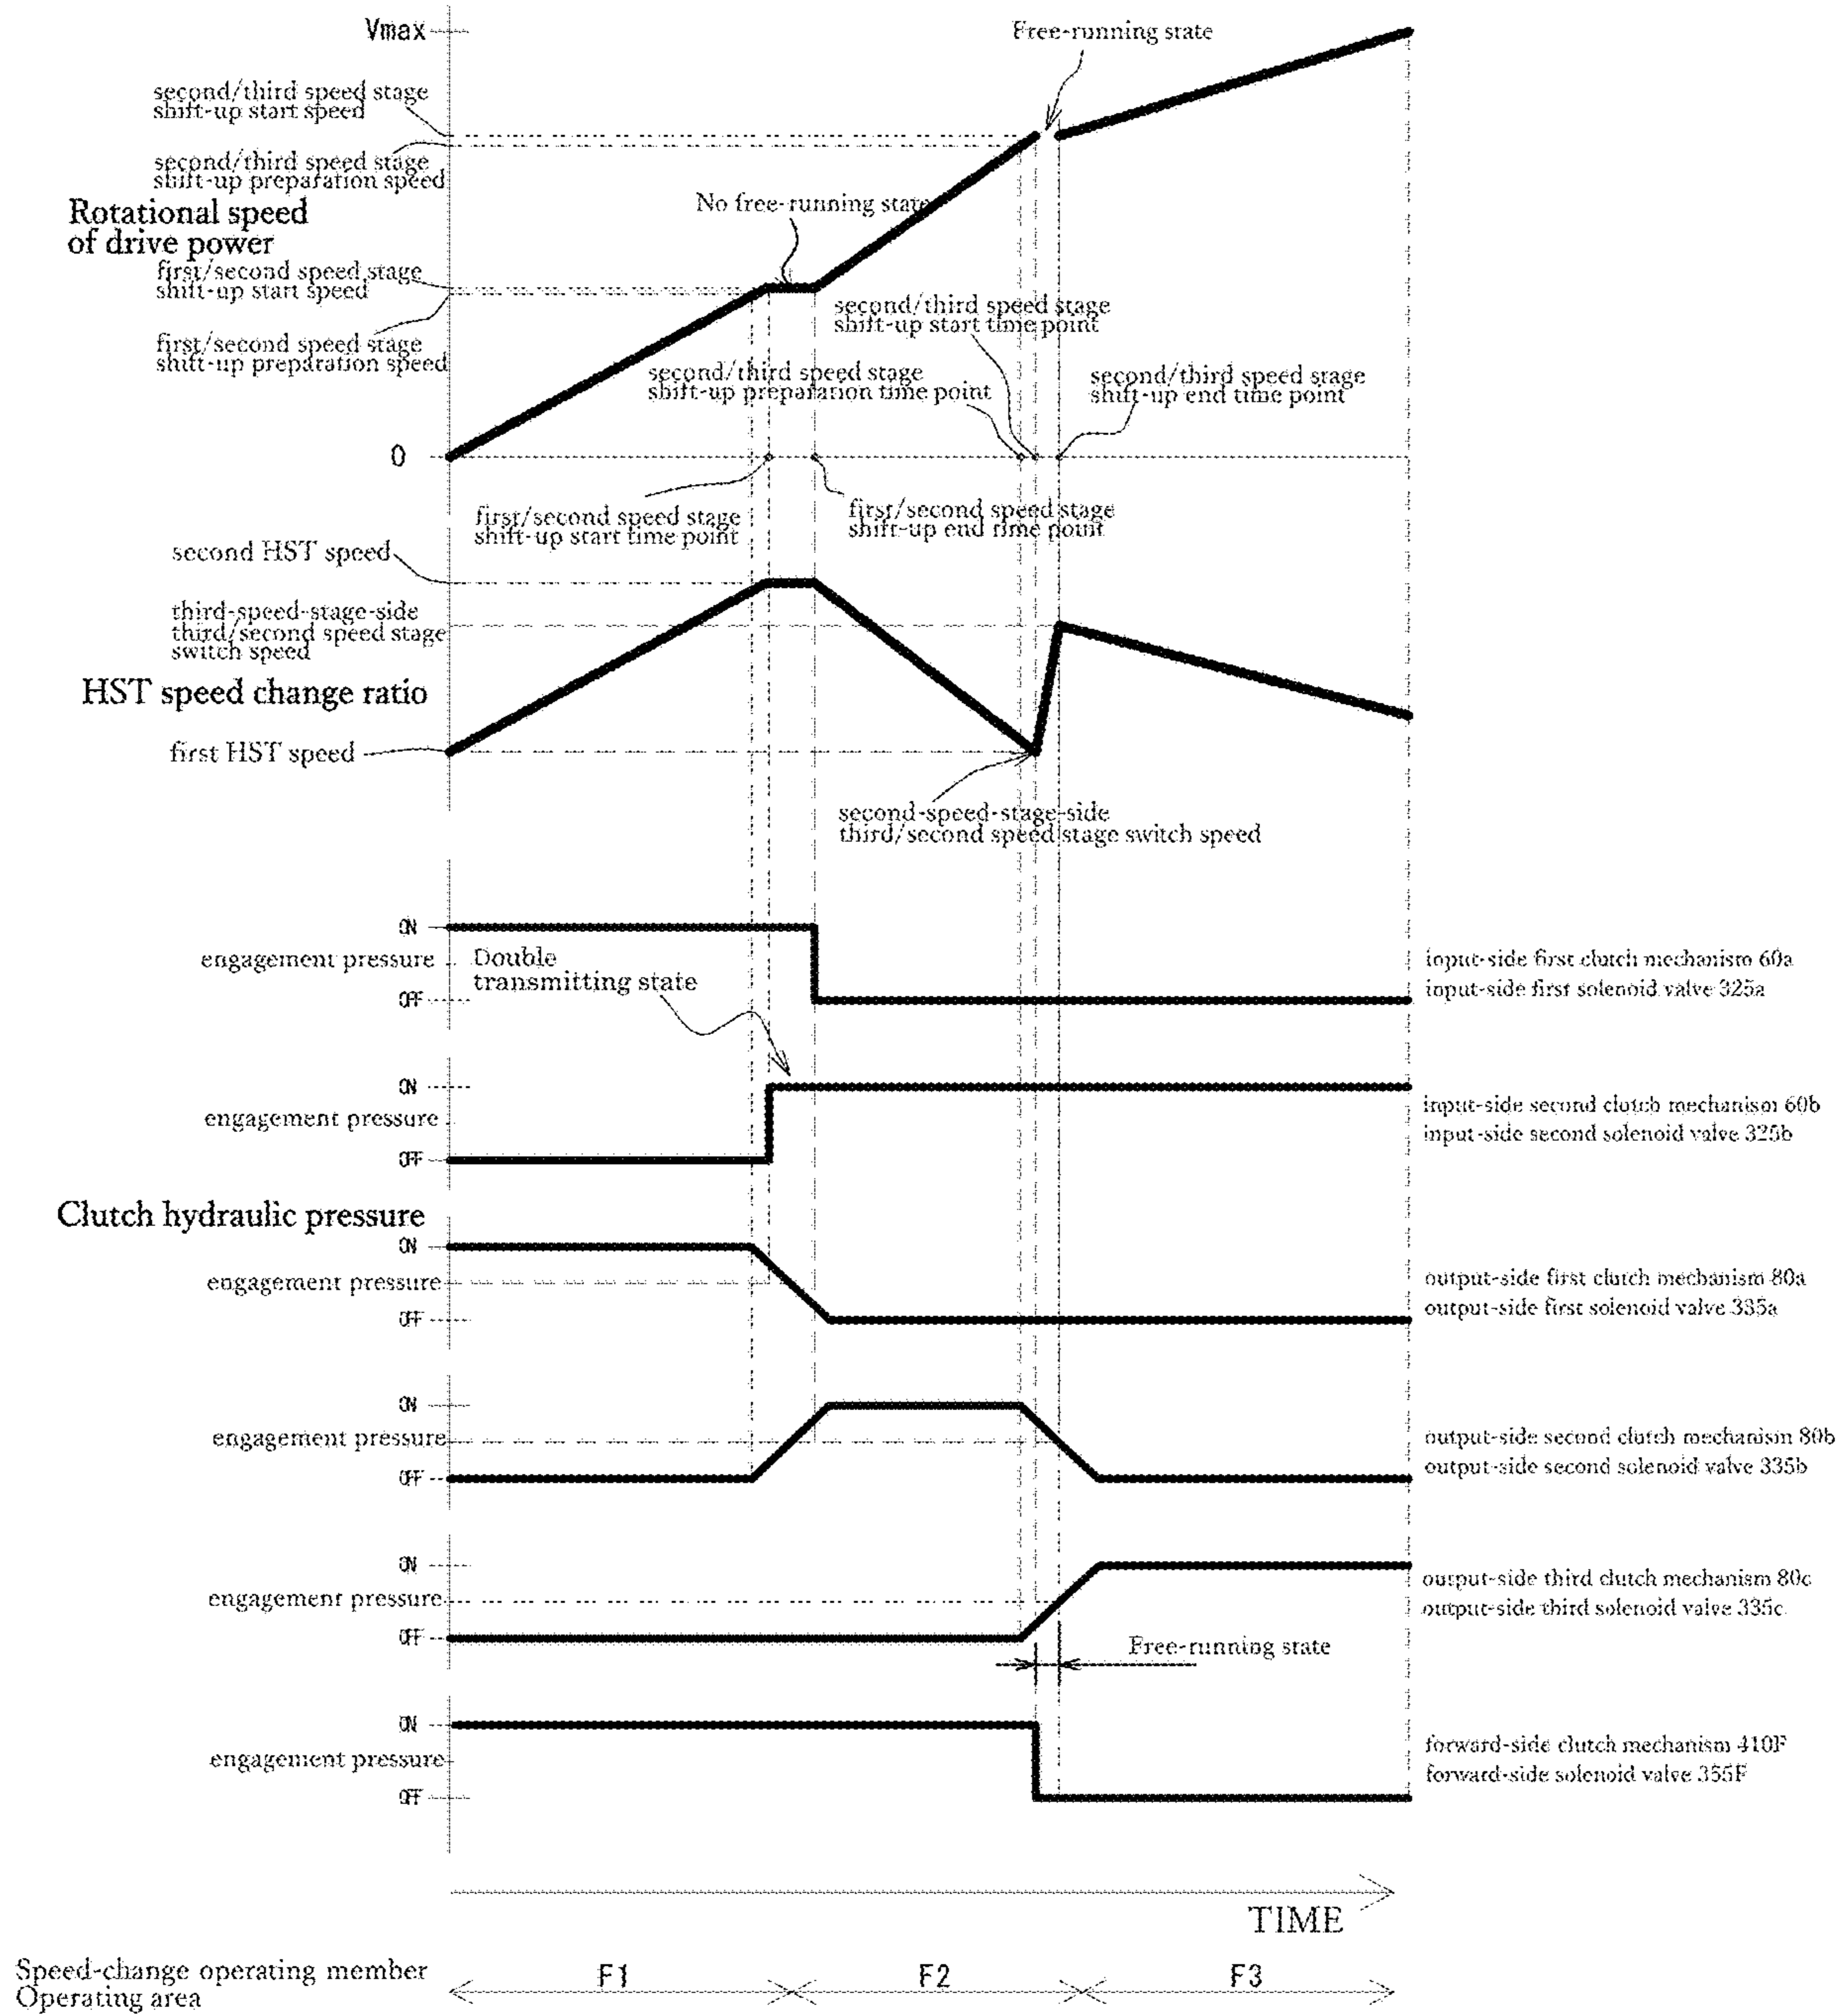 Vmax
Free-running state
second/third speed stage
shift-up start speed
second/third speed stage
shift-up preparation speed
Rotational speed
of drive power
No free-running state
first/second speed stage
shift-up start speed
first/second speed stage
shift-up preparation speed
second/third speed stage
shift-up start time point
second/third speed stage
shift-up preparation time point
second/third speed stage
shift-up end time point
0
first/second speed stage
shift-up start time point
first/second speed stage
shift-up end time point
second HST speed
third-speed-stage-side
third/second speed stage
switch speed
HST speed change ratio
first HST speed
second-speed-stage-side
third/second speed stage switch speed
ON
engagement pressure
OFF
Double
transmitting state
input-side first clutch mechanism 60a
input-side first solenoid valve 325a
ON
engagement pressure
OFF
input-side second clutch mechanism 60b
input-side second solenoid valve 325b
Clutch hydraulic pressure
ON
engagement pressure
OFF
output-side first clutch mechanism 80a
output-side first solenoid valve 335a
ON
engagement pressure
OFF
output-side second clutch mechanism 80b
output-side second solenoid valve 335b
ON
engagement pressure
OFF
output-side third clutch mechanism 80c
output-side third solenoid valve 335c
Free-running state
ON
engagement pressure
OFF
forward-side clutch mechanism 410F
forward-side solenoid valve 355F
TIME
Speed-change operating member
Operating area
F1
F2
F3